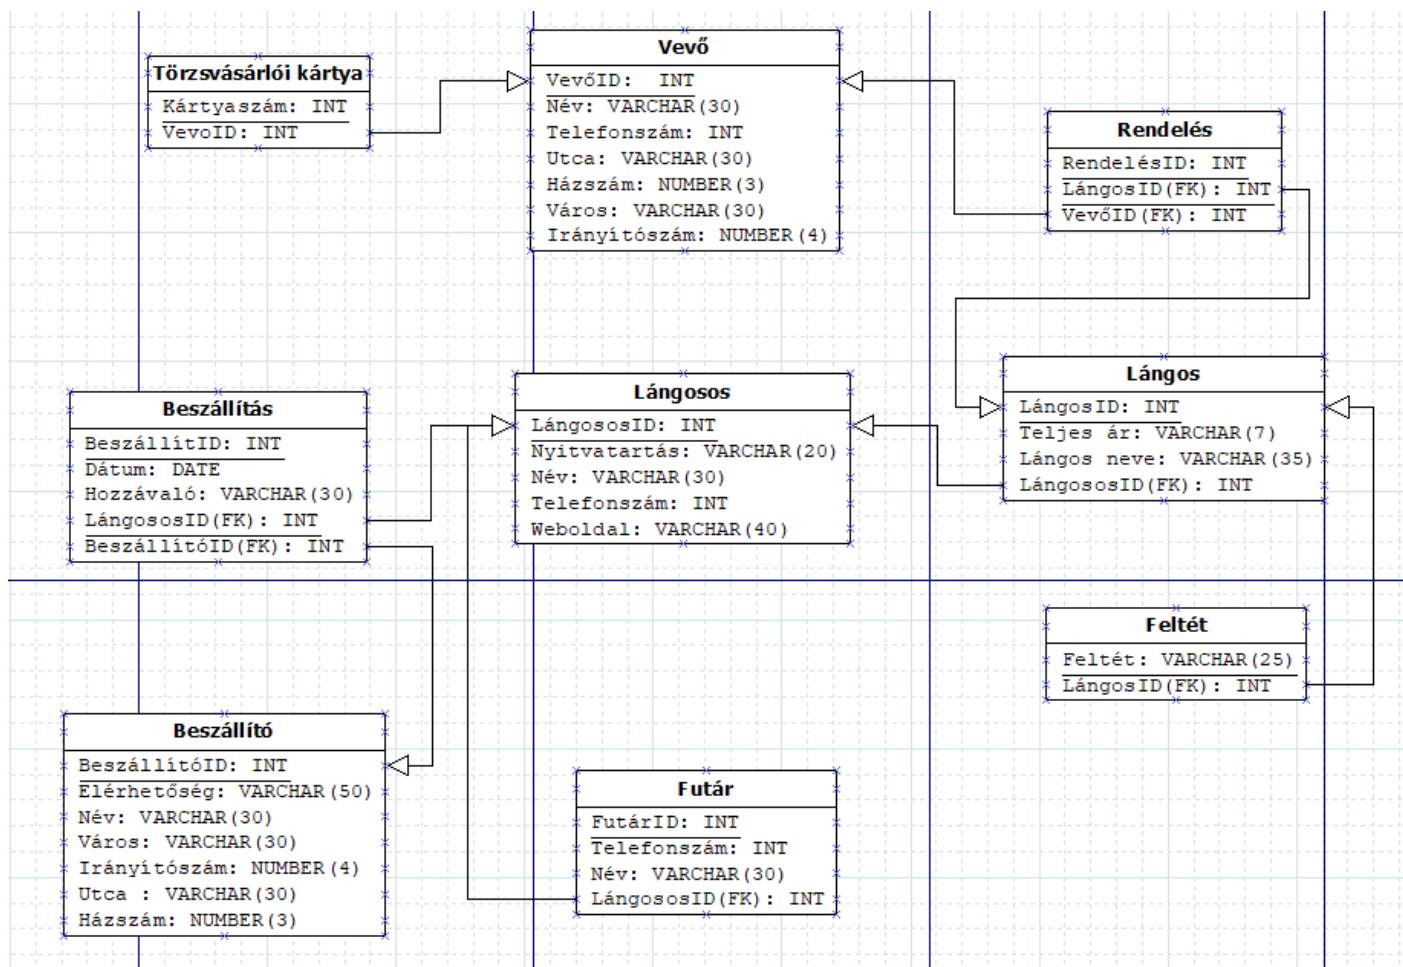 Törzsvásárlói kártya
Kártyaszám: INT
VevoID: INT
Vevő
VevőID: INT
Név: VARCHAR(30)
Telefonszám: INT
Utca: VARCHAR(30)
Házszám: NUMBER(3)
Város: VARCHAR(30)
Irányítószám: NUMBER(4)
Rendelés
RendelésID: INT
LángosID(FK): INT
VevőID(FK): INT
Beszállítás
BeszállítID: INT
Dátum: DATE
Hozzávaló: VARCHAR(30)
LángososID(FK): INT
BeszállítóID(FK): INT
Lángosos
LángososID: INT
Nyitvatartás: VARCHAR(20)
Név: VARCHAR(30)
Telefonszám: INT
Weboldal: VARCHAR(40)
Lángos
LángosID: INT
Teljes ár: VARCHAR(7)
Lángos neve: VARCHAR(35)
LángososID(FK): INT
Feltét
Feltét: VARCHAR(25)
LángosID(FK): INT
Beszállító
BeszállítóID: INT
Elérhetőség: VARCHAR(50)
Név: VARCHAR(30)
Város: VARCHAR(30)
Irányítószám: NUMBER(4)
Utca : VARCHAR(30)
Házszám: NUMBER(3)
Futár
FutárID: INT
Telefonszám: INT
Név: VARCHAR(30)
LángososID(FK): INT